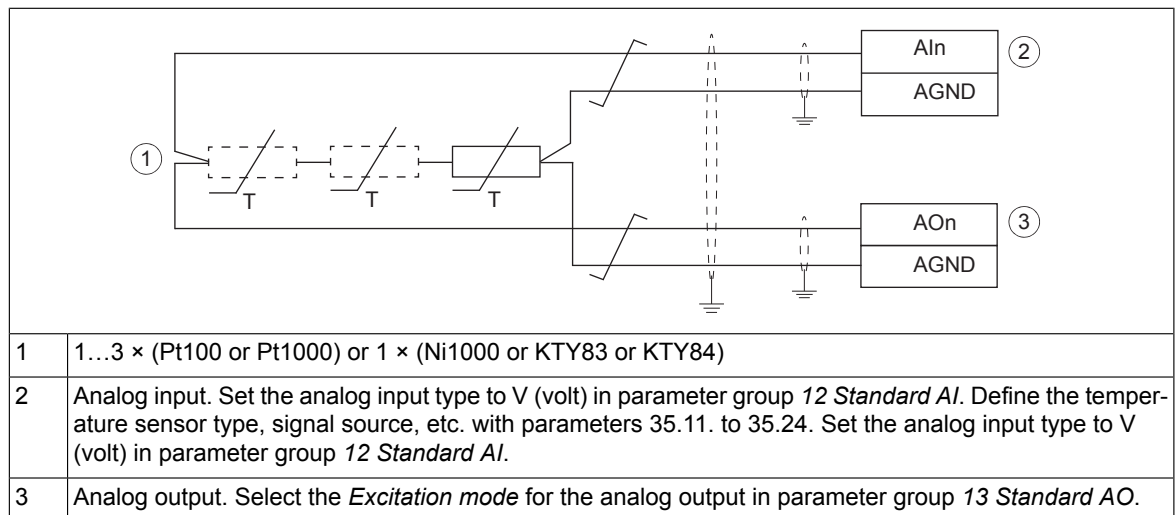 AIn
②
AGND
①
T
T
T
AOn
③
AGND
1 1…3 × (Pt100 or Pt1000) or 1 × (Ni1000 or KTY83 or KTY84)
2 Analog input. Set the analog input type to V (volt) in parameter group 12 Standard AI. Define the temper-
ature sensor type, signal source, etc. with parameters 35.11. to 35.24. Set the analog input type to V
(volt) in parameter group 12 Standard AI.
3 Analog output. Select the Excitation mode for the analog output in parameter group 13 Standard AO.